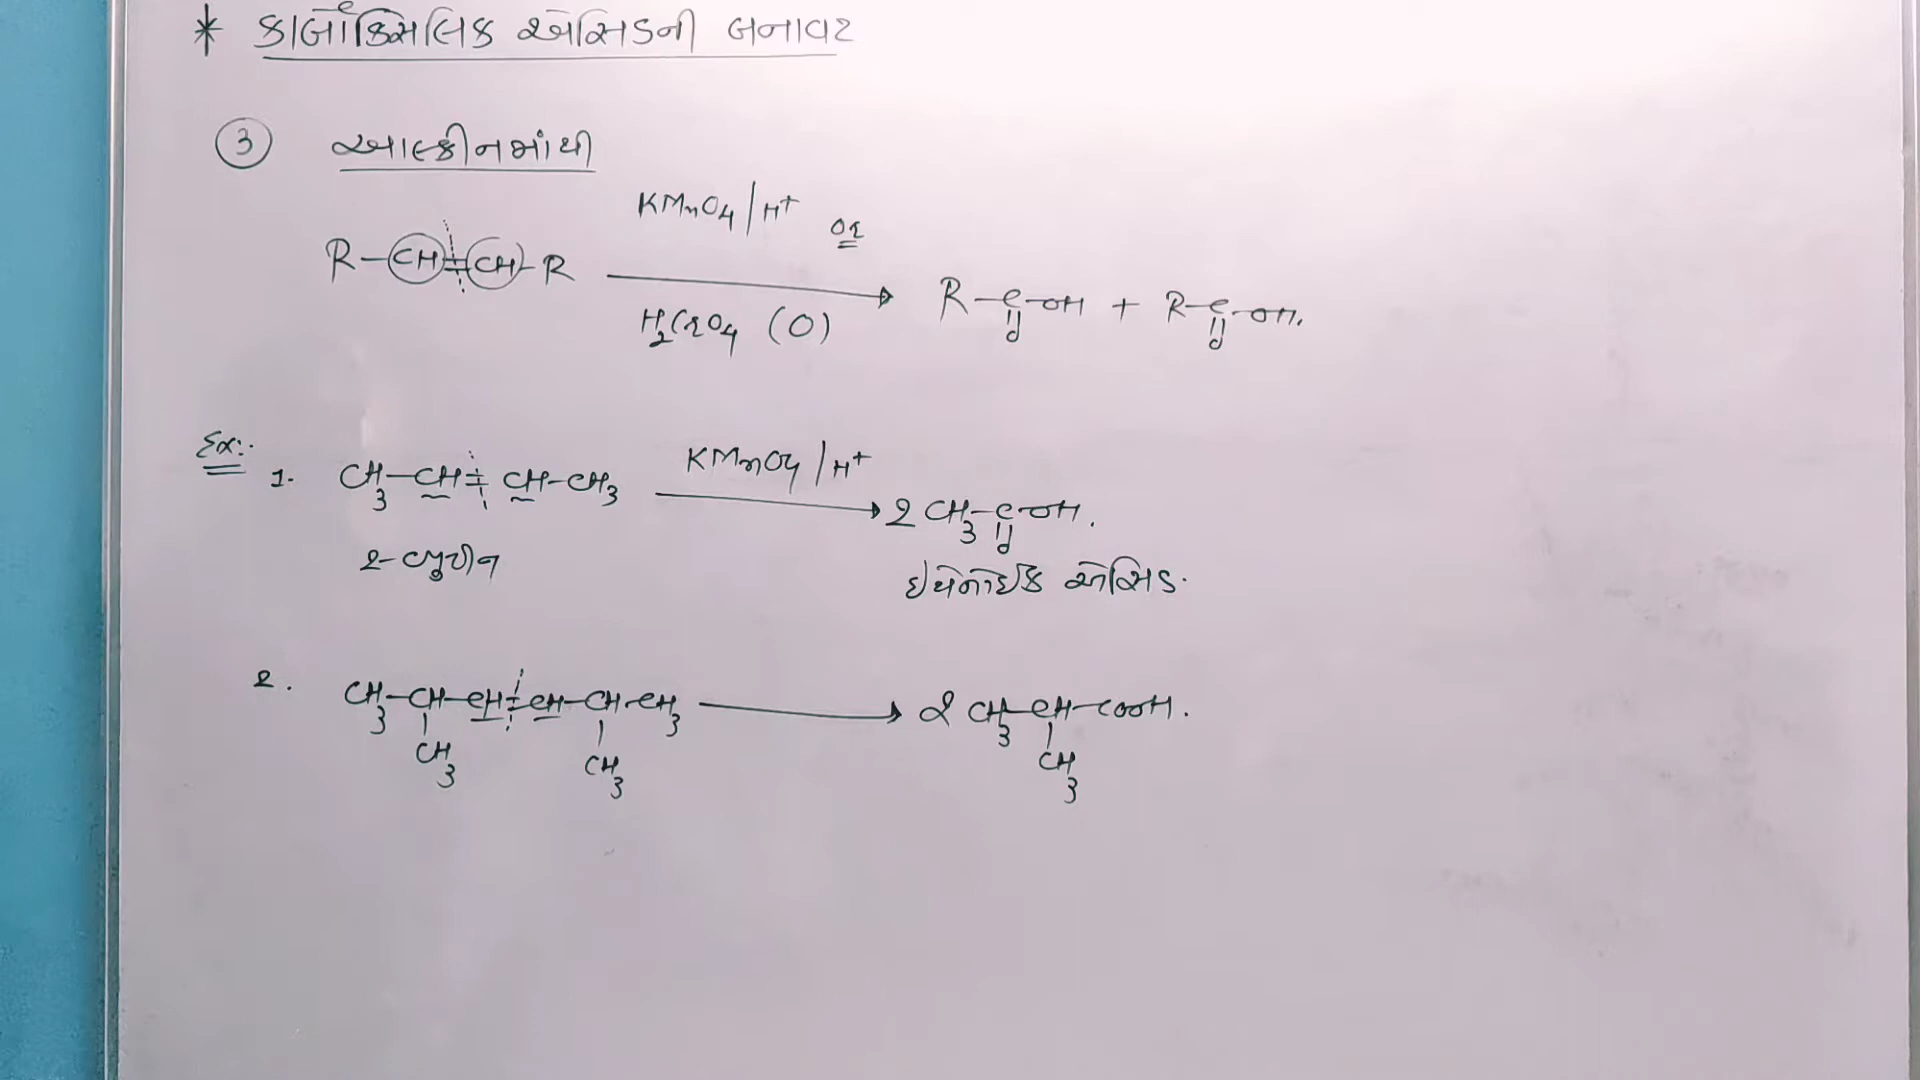 * કાર્બોક્સિલિક એસિડની બનાવટ
3 આલ્કીનમાંથી
KMnO4 / H+ or
R-CH=CH-R → R-C-OH + R-C-OH.
H2CrO4 (O) || ||
O O
Ex:-
1. CH3-CH=CH-CH3 KMnO4 / H+ → 2 CH3-C-OH.
||
O
2-બ્યુટીન ઇથેનોઇક એસિડ.
2. CH3-CH-CH=CH-CH-CH3 → 2 CH3-CH-COOH.
CH3 CH3 CH3